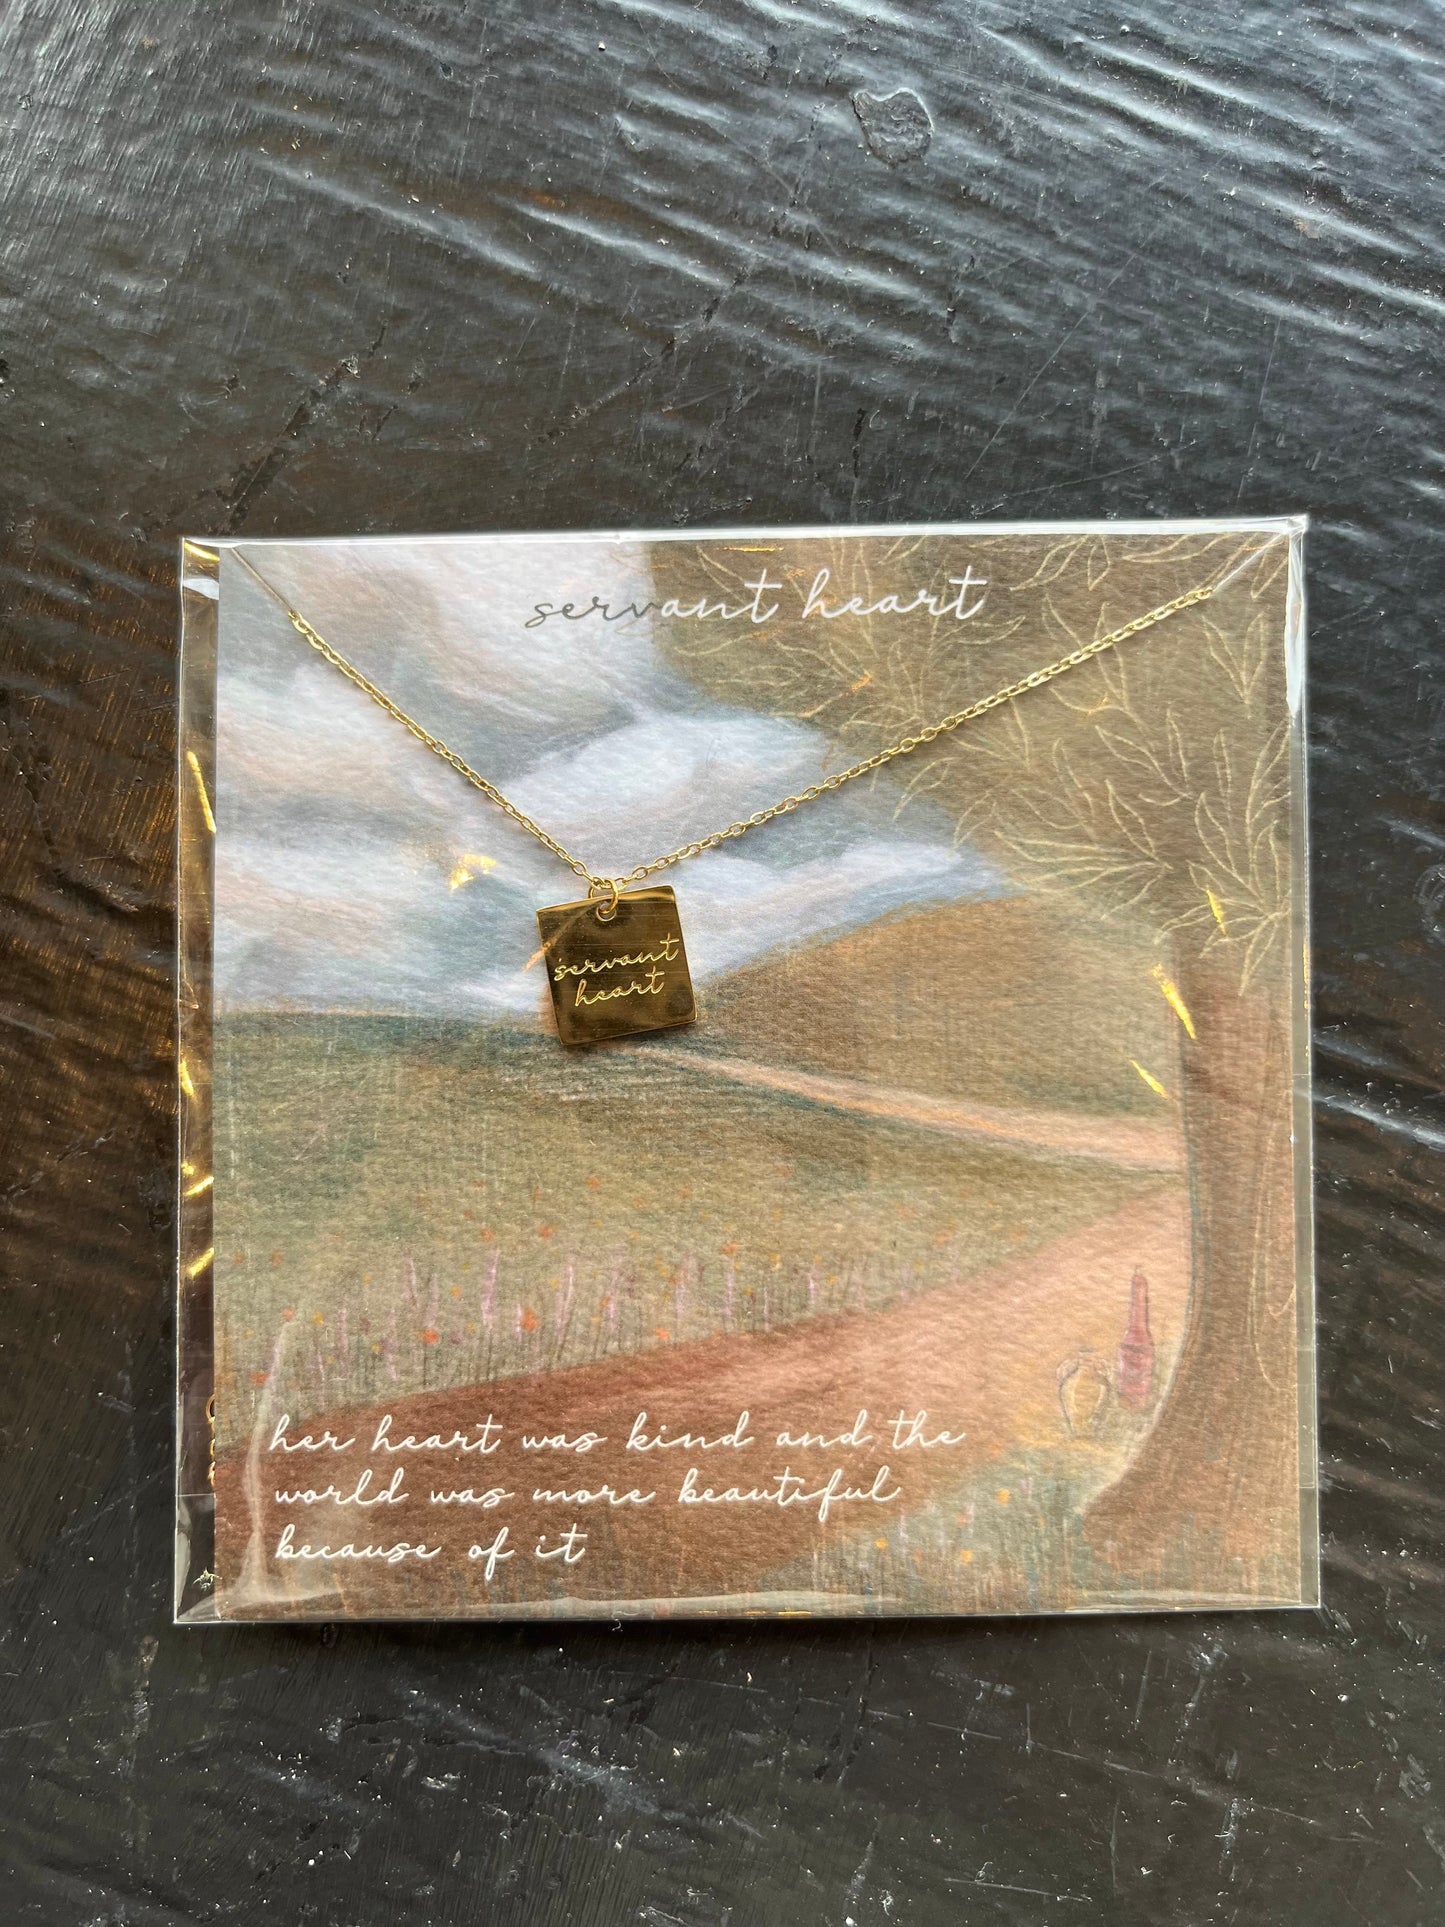 servant heart
servant
heart
her heart was kind and the
world was more beautiful
because of it